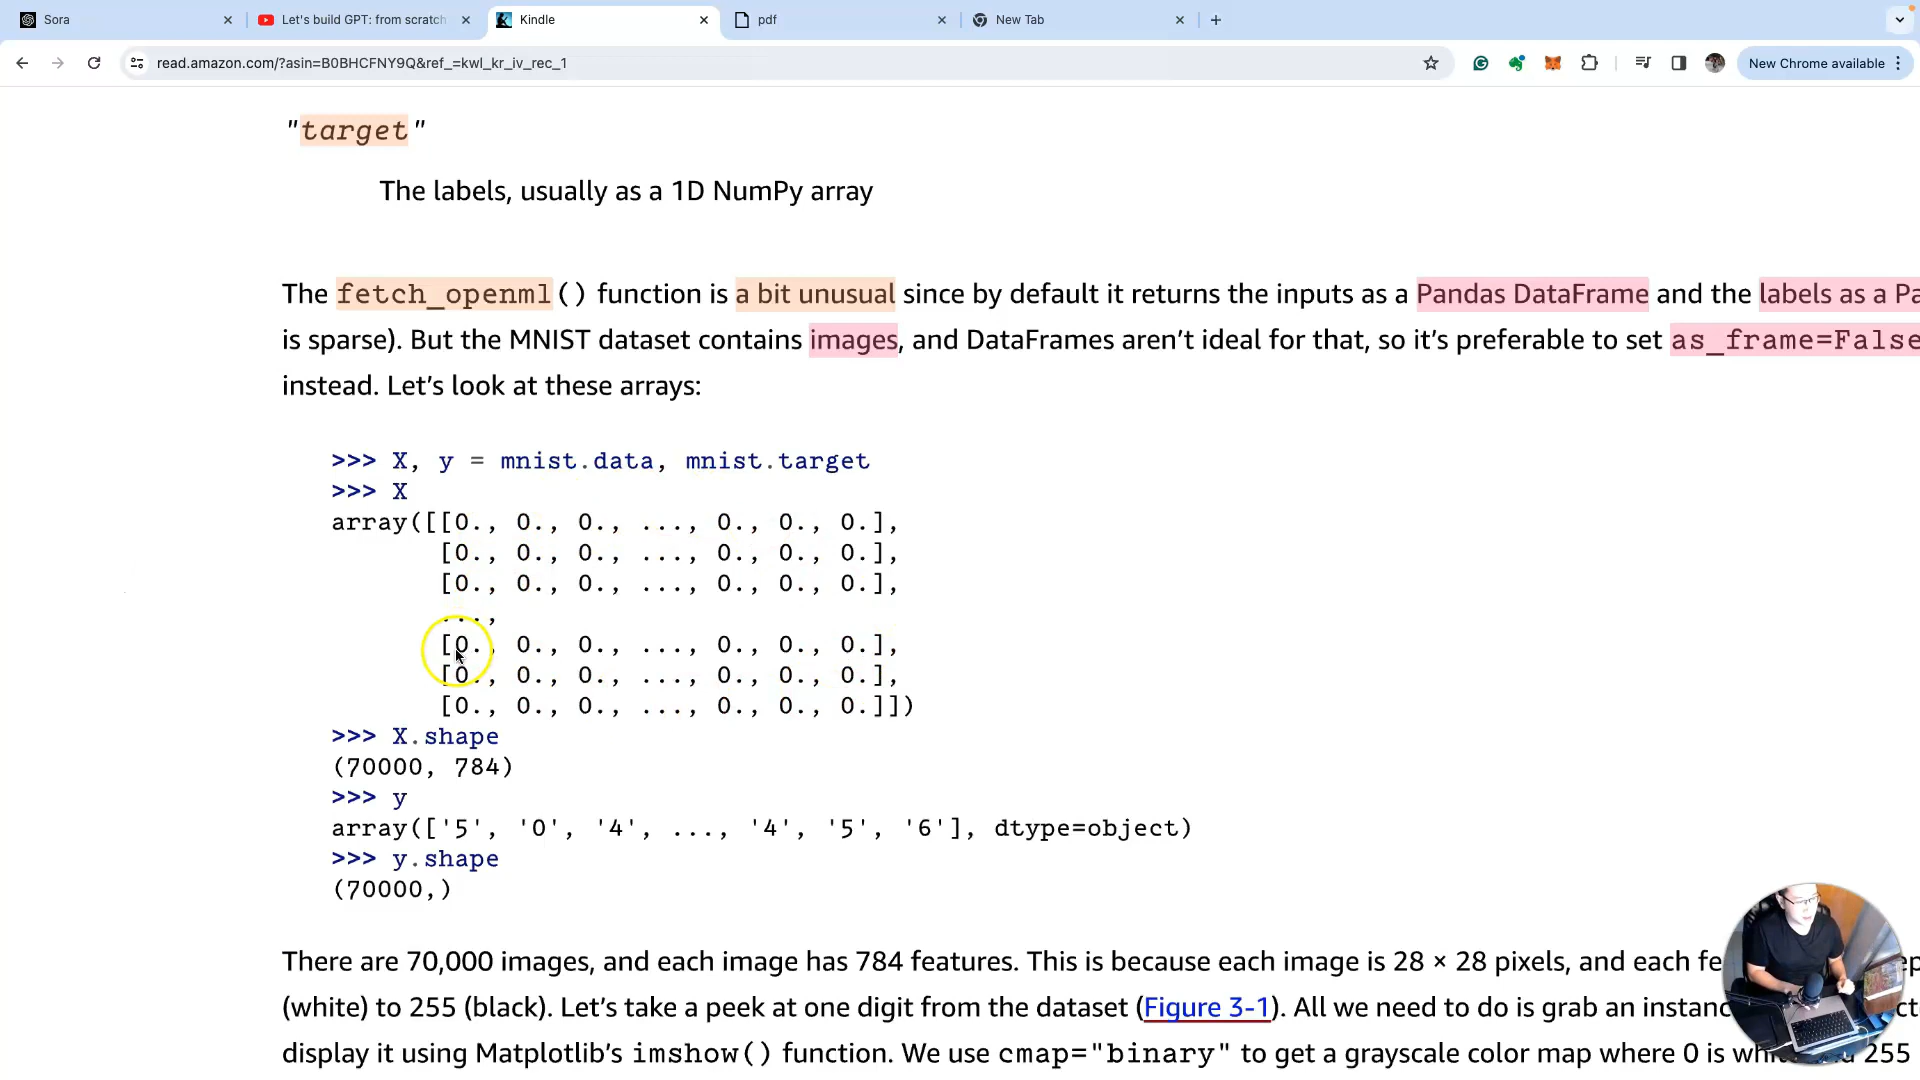 Sora
Let's build GPT: from scratch
Kindle
pdf
New Tab
read.amazon.com/?asin=B0BHCFNY9Q&ref_=kwl_kr_iv_rec_1
New Chrome available
"target"
The labels, usually as a 1D NumPy array
The fetch_openml() function is a bit unusual since by default it returns the inputs as a Pandas DataFrame and the labels as a Pa
is sparse). But the MNIST dataset contains images, and DataFrames aren’t ideal for that, so it’s preferable to set as_frame=False
instead. Let’s look at these arrays:
>>> X, y = mnist.data, mnist.target
>>> X
array([[0., 0., 0., ..., 0., 0., 0.],
[0., 0., 0., ..., 0., 0., 0.],
[0., 0., 0., ..., 0., 0., 0.],
...,
[0., 0., 0., ..., 0., 0., 0.],
[0., 0., 0., ..., 0., 0., 0.],
[0., 0., 0., ..., 0., 0., 0.]])
>>> X.shape
(70000, 784)
>>> y
array(['5', '0', '4', ..., '4', '5', '6'], dtype=object)
>>> y.shape
(70000,)
There are 70,000 images, and each image has 784 features. This is because each image is 28 × 28 pixels, and each fe
(white) to 255 (black). Let’s take a peek at one digit from the dataset (Figure 3-1). All we need to do is grab an
display it using Matplotlib’s imshow() function. We use cmap="binary" to get a grayscale color map where 0 is 255